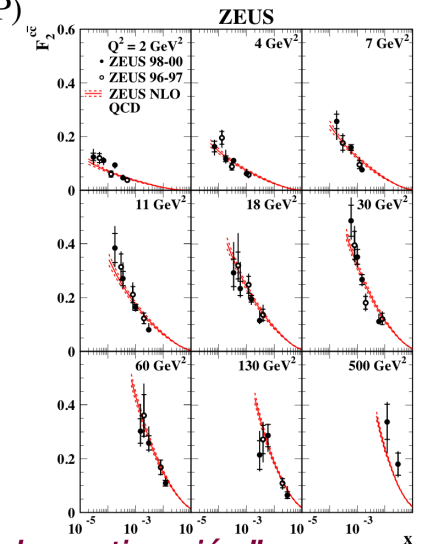 ZEUS
F₂ᶜᶜ̄
0.6
0.4
0.2
0
Q² = 2 GeV²
ZEUS 98-00
ZEUS 96-97
ZEUS NLO
QCD
4 GeV²
7 GeV²
11 GeV²
18 GeV²
30 GeV²
0.4
0.2
0
60 GeV²
130 GeV²
500 GeV²
0.4
0.2
0
10⁻⁵ 10⁻³ 10⁻⁵ 10⁻³ 10⁻⁵ 10⁻³
x